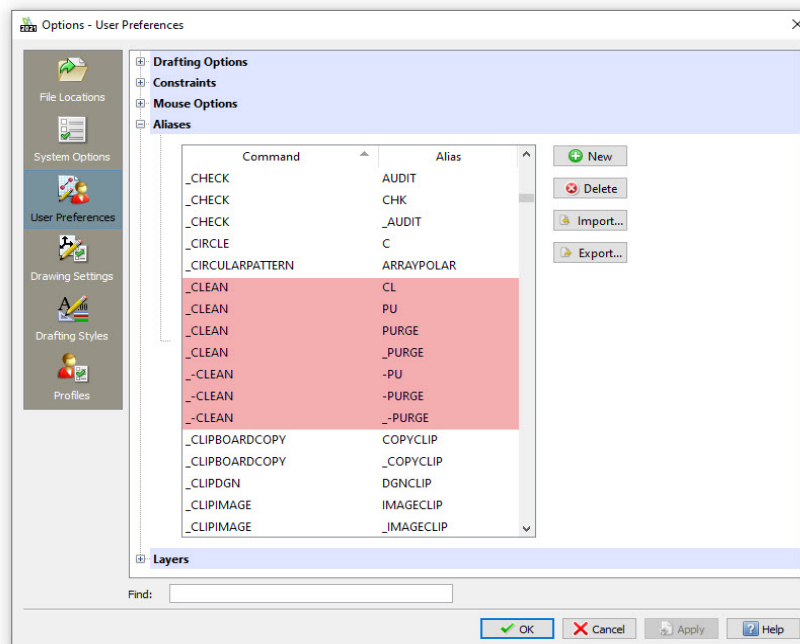 2021 Options - User Preferences
Drafting Options
Constraints
Mouse Options
Aliases
File Locations
System Options
User Preferences
Drawing Settings
Drafting Styles
Profiles
Command Alias
_CHECK AUDIT
_CHECK CHK
_CHECK _AUDIT
_CIRCLE C
_CIRCULARPATTERN ARRAYPOLAR
_CLEAN CL
_CLEAN PU
_CLEAN PURGE
_CLEAN _PURGE
_-CLEAN -PU
_-CLEAN -PURGE
_-CLEAN _-PURGE
_CLIPBOARDCOPY COPYCLIP
_CLIPBOARDCOPY _COPYCLIP
_CLIPDGN DGNCLIP
_CLIPIMAGE IMAGECLIP
_CLIPIMAGE _IMAGECLIP
New
Delete
Import...
Export...
Layers
Find:
OK Cancel Apply Help